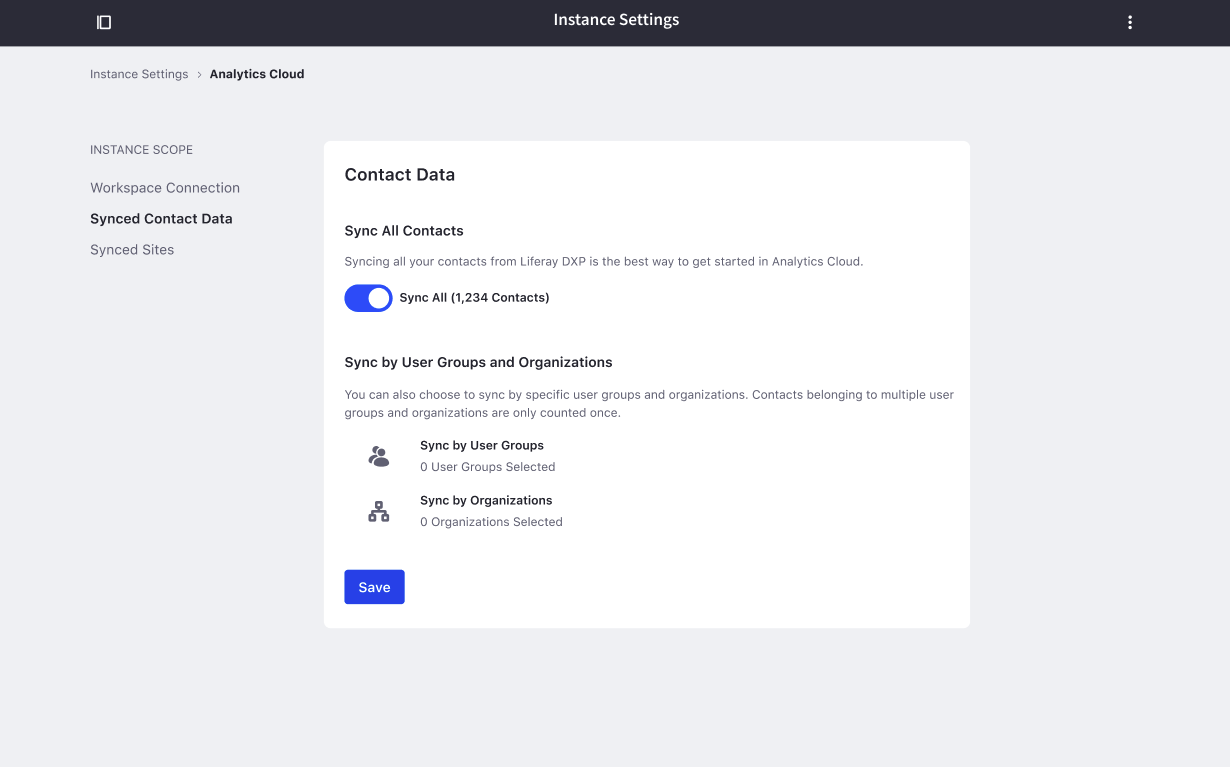 Instance Settings
Instance Settings › Analytics Cloud
INSTANCE SCOPE
Workspace Connection
Synced Contact Data
Synced Sites
Contact Data
Sync All Contacts
Syncing all your contacts from Liferay DXP is the best way to get started in Analytics Cloud.
Sync All (1,234 Contacts)
Sync by User Groups and Organizations
You can also choose to sync by specific user groups and organizations. Contacts belonging to multiple user
groups and organizations are only counted once.
Sync by User Groups
0 User Groups Selected
Sync by Organizations
0 Organizations Selected
Save